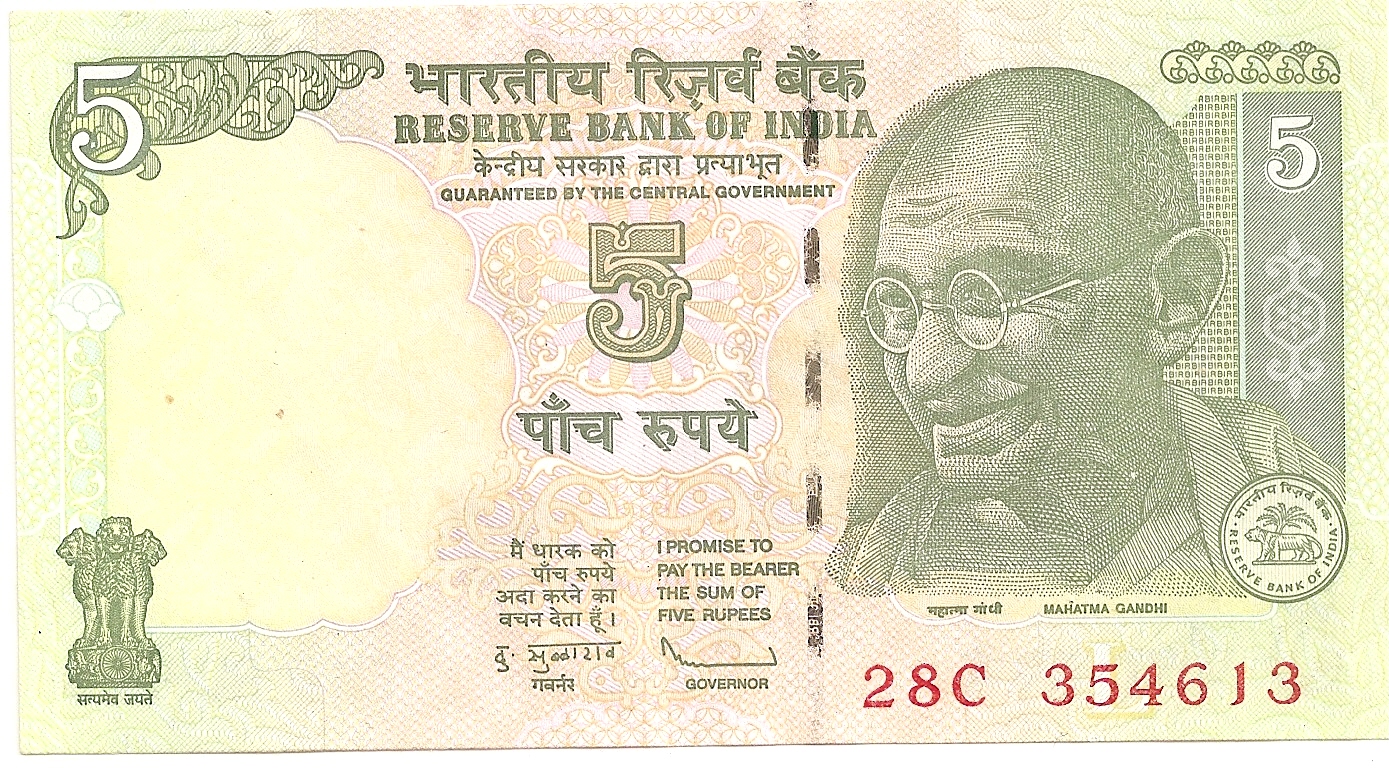 5
भारतीय रिज़र्व बैंक
RESERVE BANK OF INDIA
केन्द्रीय सरकार द्वारा प्रत्याभूत
GUARANTEED BY THE CENTRAL GOVERNMENT
5
5
पाँच रुपये
मैं धारक को
पाँच रुपये
अदा करने का
वचन देता हूँ।
I PROMISE TO
PAY THE BEARER
THE SUM OF
FIVE RUPEES
दु. सुब्बाराव
गवर्नर
GOVERNOR
सत्यमेव जयते
महात्मा गांधी
MAHATMA GANDHI
भारतीय रिज़र्व बैंक
RESERVE BANK OF INDIA
28C 354613